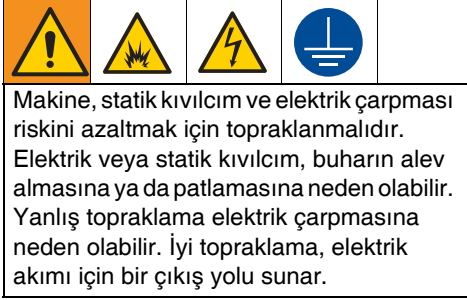 Makine, statik kıvılcım ve elektrik çarpması
riskini azaltmak için topraklanmalıdır.
Elektrik veya statik kıvılcım, buharın alev
almasına ya da patlamasına neden olabilir.
Yanlış topraklama elektrik çarpmasına
neden olabilir. İyi topraklama, elektrik
akımı için bir çıkış yolu sunar.